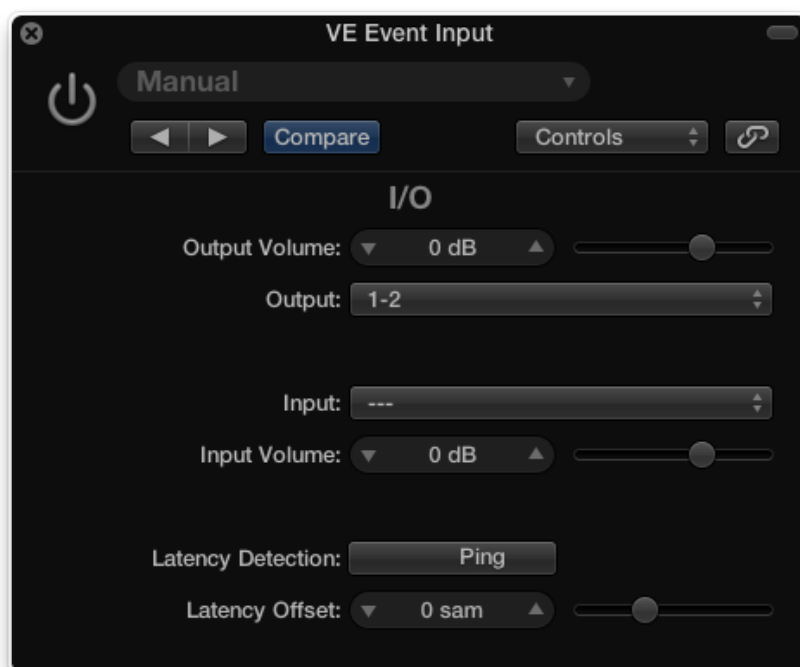 VE Event Input
Manual
Compare Controls
I/O
Output Volume: 0 dB
Output: 1-2
Input: ---
Input Volume: 0 dB
Latency Detection: Ping
Latency Offset: 0 sam